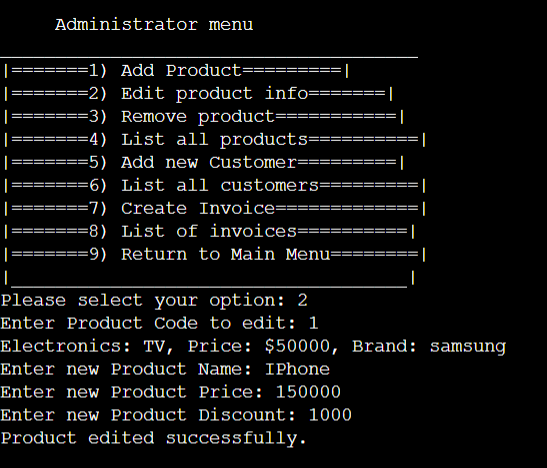 Administrator menu
______________________________________
|=======1) Add Product=========|
|=======2) Edit product info=======|
|=======3) Remove product===========|
|=======4) List all products==========|
|=======5) Add new Customer=========|
|=======6) List all customers=========|
|=======7) Create Invoice=============|
|=======8) List of invoices==========|
|=======9) Return to Main Menu========|
|____________________________________|
Please select your option: 2
Enter Product Code to edit: 1
Electronics: TV, Price: $50000, Brand: samsung
Enter new Product Name: IPhone
Enter new Product Price: 150000
Enter new Product Discount: 1000
Product edited successfully.